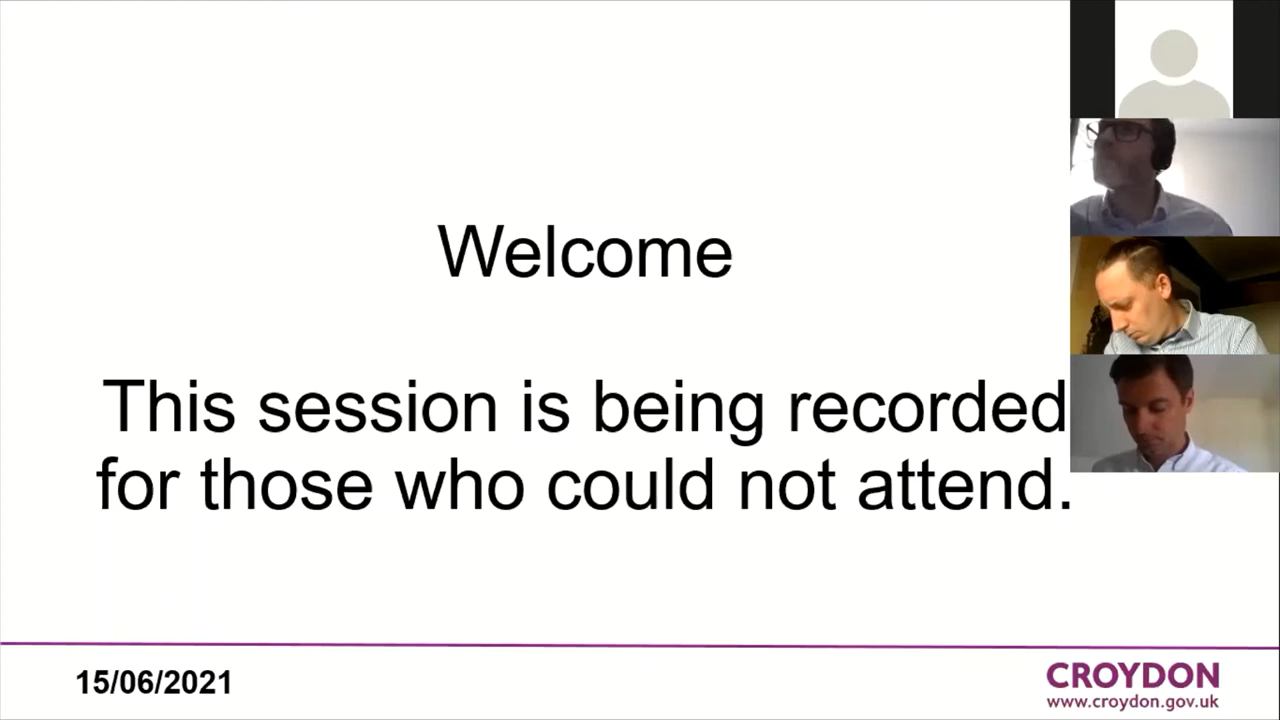 Welcome
This session is being recorded
for those who could not attend.
15/06/2021
CROYDON
www.croydon.gov.uk